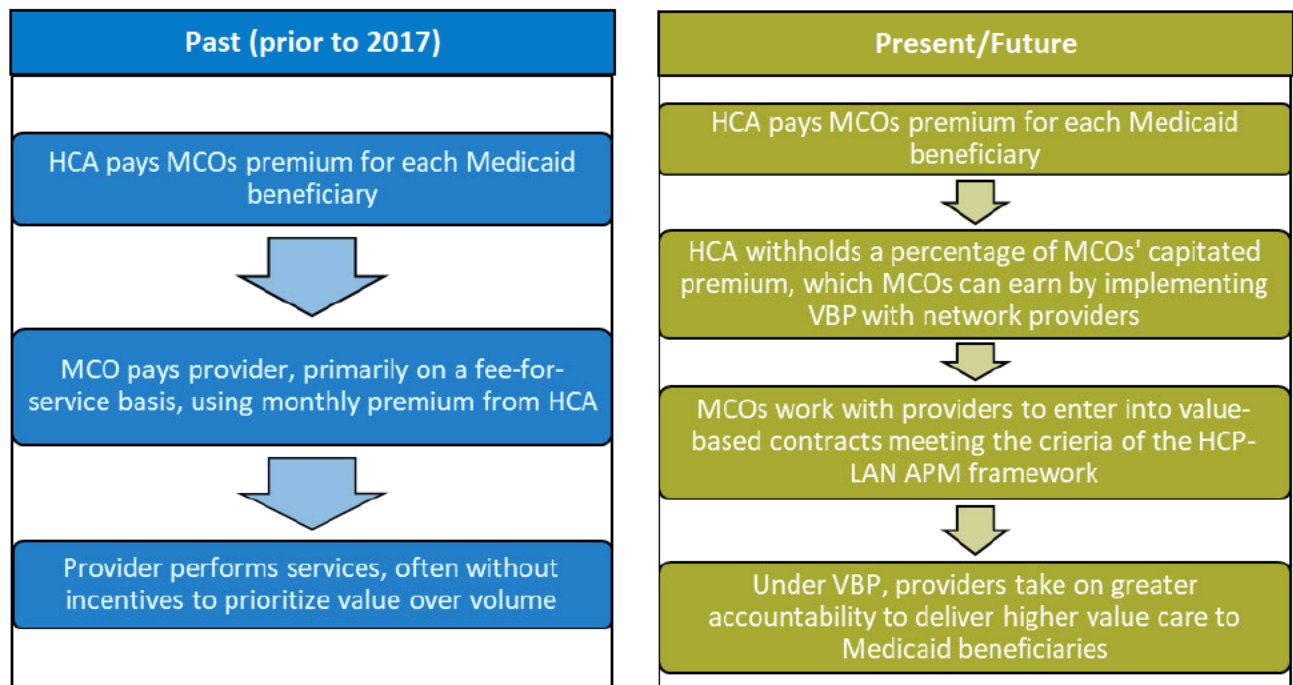 Past (prior to 2017)
HCA pays MCOs premium for each Medicaid
beneficiary
MCO pays provider, primarily on a fee-for-
service basis, using monthly premium from HCA
Provider performs services, often without
incentives to prioritize value over volume
Present/Future
HCA pays MCOs premium for each Medicaid
beneficiary
HCA withholds a percentage of MCOs' capitated
premium, which MCOs can earn by implementing
VBP with network providers
MCOs work with providers to enter into value-
based contracts meeting the crieria of the HCP-
LAN APM framework
Under VBP, providers take on greater
accountability to deliver higher value care to
Medicaid beneficiaries